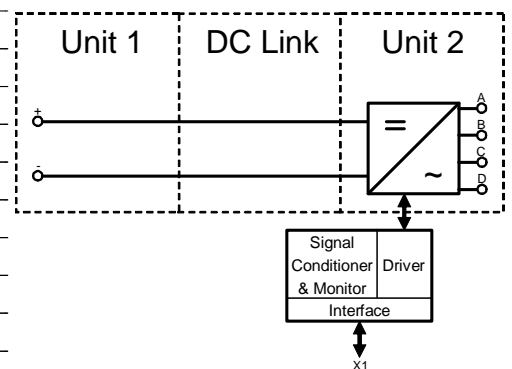 Unit 1
DC Link
Unit 2
+
-
=
~
A
B
C
D
Signal
Conditioner
& Monitor
Driver
Interface
X1